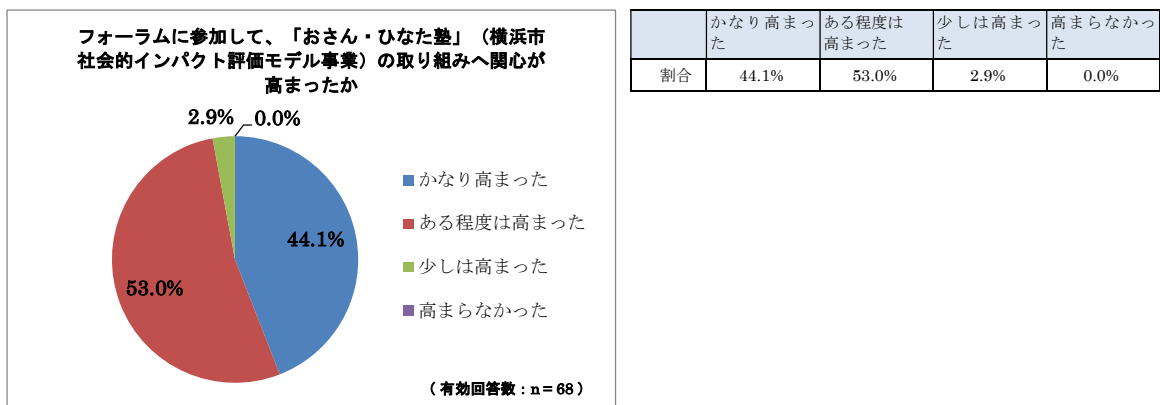 フォーラムに参加して、「おさん・ひなた塾」（横浜市
社会的インパクト評価モデル事業）の取り組みへ関心が
高まったか
2.9%
0.0%
44.1%
53.0%
かなり高まった
ある程度は高まった
少しは高まった
高まらなかった
（有効回答数：n＝68）
かなり高まっ
た
ある程度は
高まった
少しは高まっ
た
高まらなかっ
た
割合 44.1% 53.0% 2.9% 0.0%